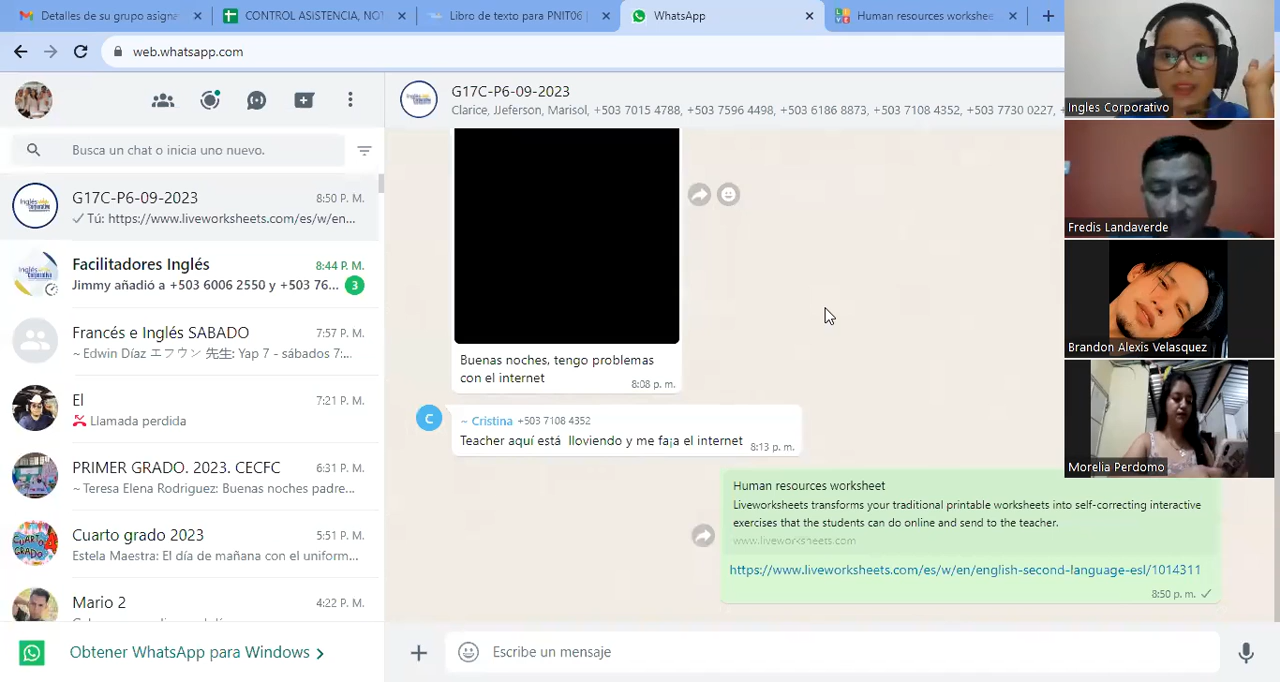 Detalles de su grupo asigna
CONTROL ASISTENCIA, NOT
Libro de texto para PNIT06
WhatsApp
Human resources workshee
web.whatsapp.com
G17C-P6-09-2023
Clarice, JJeferson, Marisol, +503 7015 4788, +503 7596 4498, +503 6186 8873, +503 7108 4352, +503 7730 0227,
Busca un chat o inicia uno nuevo.
G17C-P6-09-2023
8:50 P. M.
Tú: https://www.liveworksheets.com/es/w/en...
Facilitadores Inglés
8:44 P. M.
Jimmy añadió a +503 6006 2550 y +503 76...
3
Francés e Inglés SABADO
7:57 P. M.
~ Edwin Díaz エドウン 先生: Yap 7 - sábados 7:...
El
7:21 P. M.
Llamada perdida
PRIMER GRADO. 2023. CECFC
6:31 P. M.
~ Teresa Elena Rodriguez: Buenas noches padre...
Cuarto grado 2023
5:51 P. M.
Estela Maestra: El día de mañana con el uniform...
Mario 2
4:22 P. M.
Obtener WhatsApp para Windows
Buenas noches, tengo problemas
con el internet
8:08 p. m.
C
~ Cristina +503 7108 4352
Teacher aquí está lloviendo y me falla el internet
8:13 p. m.
Human resources worksheet
Liveworksheets transforms your traditional printable worksheets into self-correcting interactive
exercises that the students can do online and send to the teacher.
www.liveworksheets.com
https://www.liveworksheets.com/es/w/en/english-second-language-esl/1014311
8:50 p. m.
Escribe un mensaje
Ingles Corporativo
Fredis Landaverde
Brandon Alexis Velasquez
Morelia Perdomo